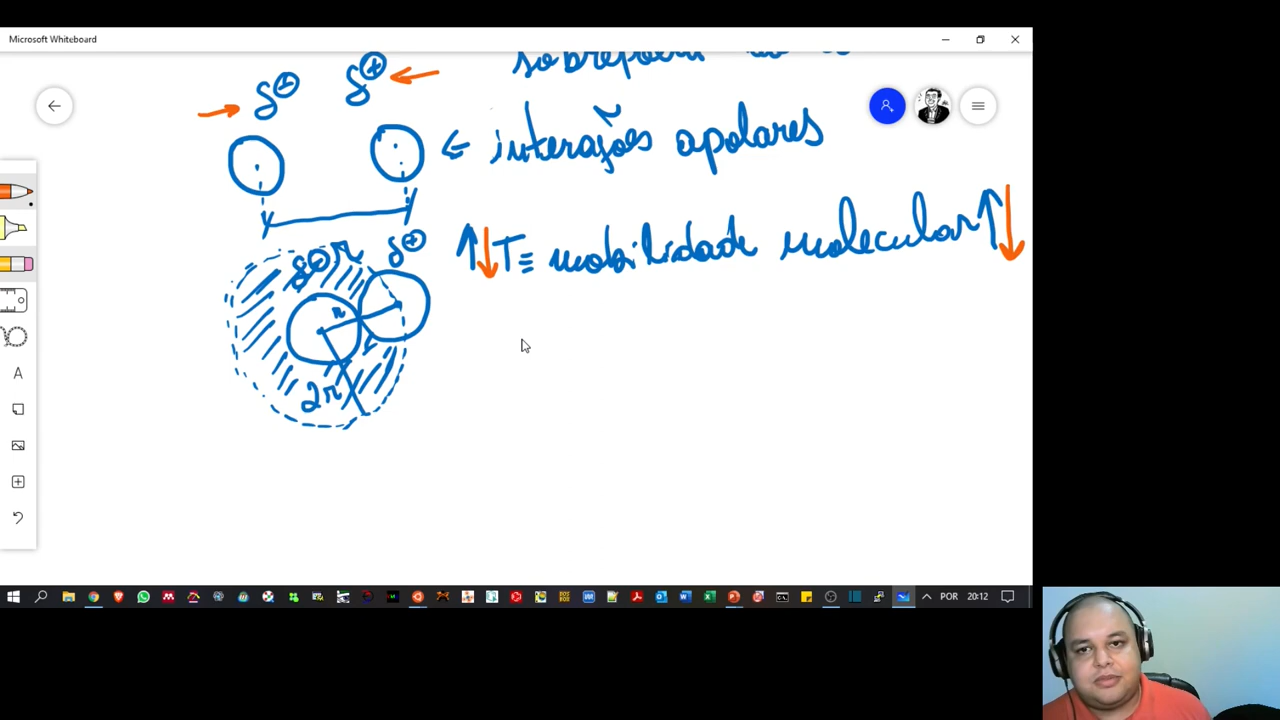 Microsoft Whiteboard
δ⊖ δ⊕ sobrepõem
← interações apolares
δ⊖ r δ⊕
↑↓T ≡ mobilidade molecular ↑↓
r
2r
A
POR 20:12